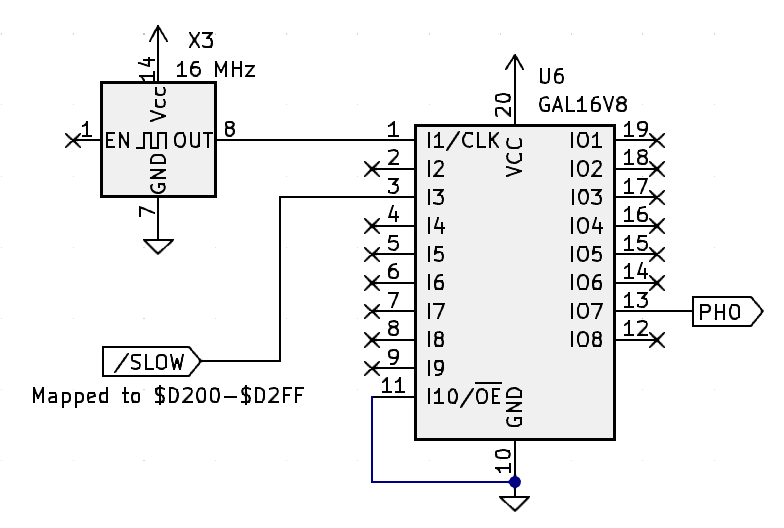 X3
16 MHz
14
Vcc
1
EN
OUT
8
GND
7
U6
GAL16V8
20
VCC
1
I1/CLK
2
I2
3
I3
4
I4
5
I5
6
I6
7
I7
8
I8
9
I9
11
I10/OE
GND
10
IO1
19
IO2
18
IO3
17
IO4
16
IO5
15
IO6
14
IO7
13
IO8
12
PH0
/SLOW
Mapped to $D200-$D2FF